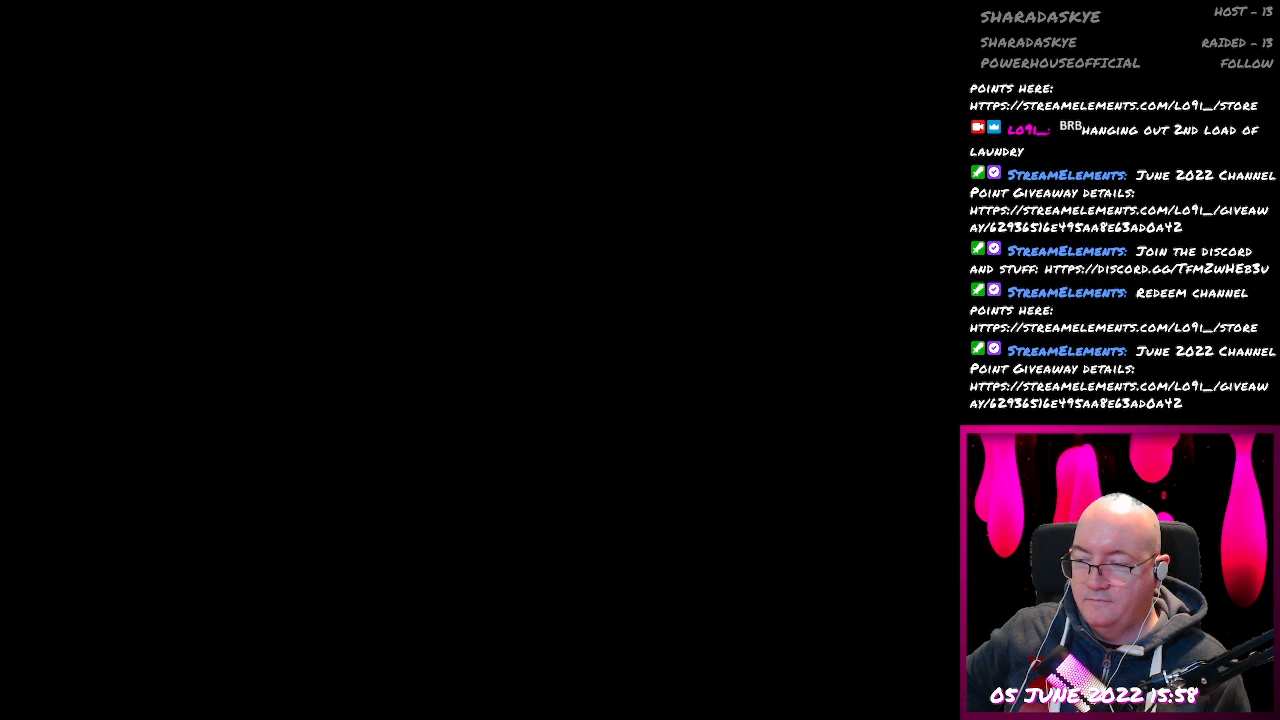 SHARADASKYE HOST - 13
SHARADASKYE RAIDED - 13
POWERHOUSEOFFICIAL FOLLOW
POINTS HERE:
HTTPS://STREAMELEMENTS.COM/LO9I_/STORE
LO9I_: BRB HANGING OUT 2ND LOAD OF
LAUNDRY
STREAMELEMENTS: JUNE 2022 CHANNEL
POINT GIVEAWAY DETAILS:
HTTPS://STREAMELEMENTS.COM/LO9I_/GIVEAW
AY/62936516E495AA8E63AD0A42
STREAMELEMENTS: JOIN THE DISCORD
AND STUFF: HTTPS://DISCORD.GG/TFMZWHE83U
STREAMELEMENTS: REDEEM CHANNEL
POINTS HERE:
HTTPS://STREAMELEMENTS.COM/LO9I_/STORE
STREAMELEMENTS: JUNE 2022 CHANNEL
POINT GIVEAWAY DETAILS:
HTTPS://STREAMELEMENTS.COM/LO9I_/GIVEAW
AY/62936516E495AA8E63AD0A42
05 JUNE 2022 15:58